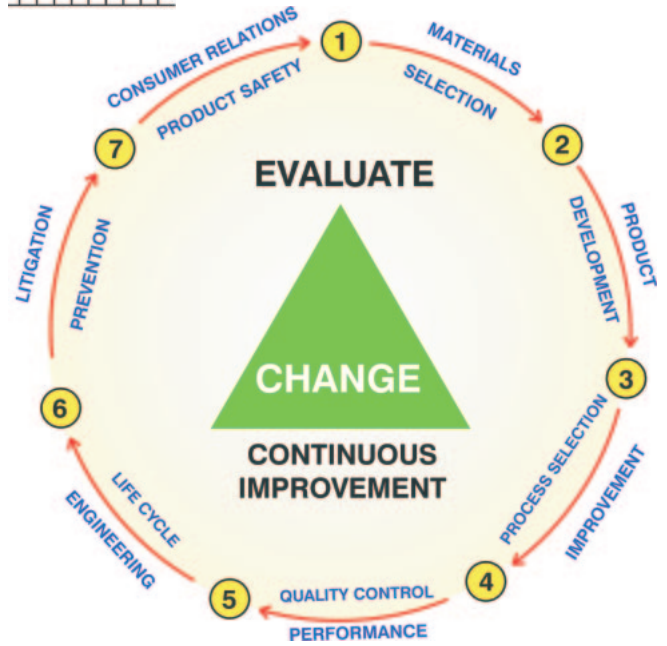 1
MATERIALS
SELECTION
2
PRODUCT
DEVELOPMENT
3
PROCESS SELECTION
IMPROVEMENT
4
QUALITY CONTROL
PERFORMANCE
5
LIFE CYCLE
ENGINEERING
6
LITIGATION
PREVENTION
7
CONSUMER RELATIONS
PRODUCT SAFETY
EVALUATE
CHANGE
CONTINUOUS
IMPROVEMENT